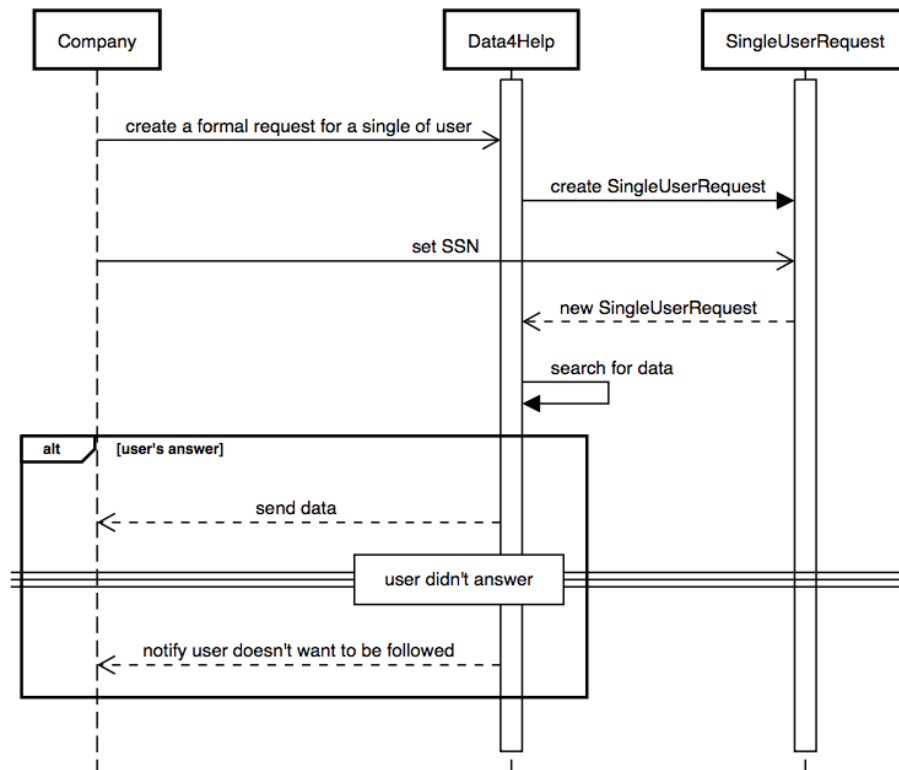 Company
Data4Help
SingleUserRequest
create a formal request for a single of user
create SingleUserRequest
set SSN
new SingleUserRequest
search for data
alt
[user's answer]
send data
user didn't answer
notify user doesn't want to be followed